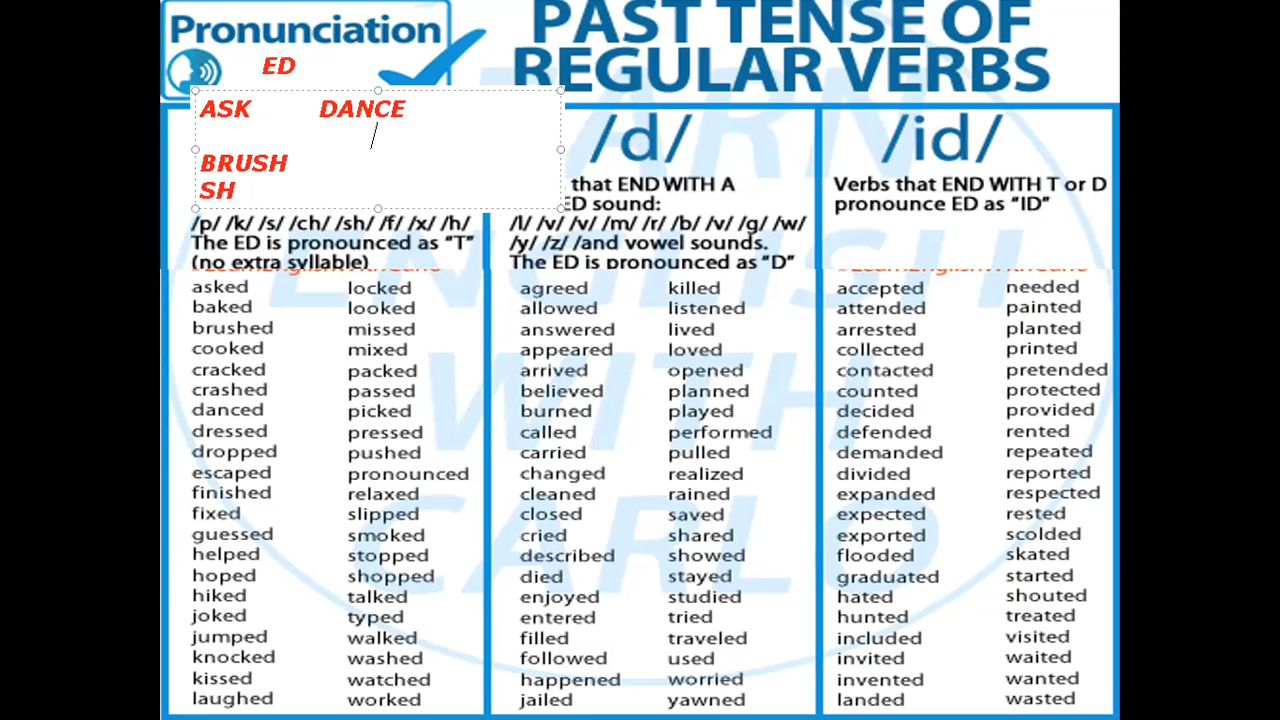 Pronunciation
PAST TENSE OF
REGULAR VERBS
ED
ASK DANCE
BRUSH
SH
/p/ /k/ /s/ /ch/ /sh/ /f/ /x/ /h/
The ED is pronounced as “T”
(no extra syllable)
asked locked
baked looked
brushed missed
cooked mixed
cracked packed
crashed passed
danced picked
dressed pressed
dropped pushed
escaped pronounced
finished relaxed
fixed slipped
guessed smoked
helped stopped
hoped shopped
hiked talked
joked typed
jumped walked
knocked washed
kissed watched
laughed worked
/d/
that END WITH A
ED sound:
/l/ /v/ /v/ /m/ /r/ /b/ /v/ /g/ /w/
/y/ /z/ /and vowel sounds.
The ED is pronounced as “D”
agreed killed
allowed listened
answered lived
appeared loved
arrived opened
believed planned
burned played
called performed
carried pulled
changed realized
cleaned rained
closed saved
cried shared
described showed
died stayed
enjoyed studied
entered tried
filled traveled
followed used
happened worried
jailed yawned
/id/
Verbs that END WITH T or D
pronounce ED as “ID”
accepted needed
attended painted
arrested planted
collected printed
contacted pretended
counted protected
decided provided
defended rented
demanded repeated
divided reported
expanded respected
expected rested
exported scolded
flooded skated
graduated started
hated shouted
hunted treated
included visited
invited waited
invented wanted
landed wasted
LEARN
ENGLISH
WITH
CARLO